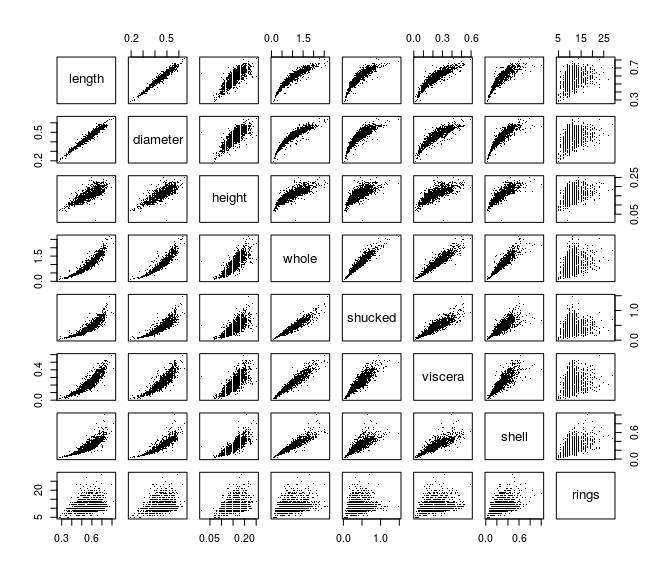 0.2 0.5 0.0 1.5 0.0 0.3 0.6 5 15 25
length 0.3 0.7
0.2 0.5 diameter
height 0.05 0.25
0.0 1.5 whole
shucked 0.0 1.0
0.0 0.4 viscera
shell 0.0 0.6
5 20 rings
0.3 0.6 0.05 0.20 0.0 1.0 0.0 0.6